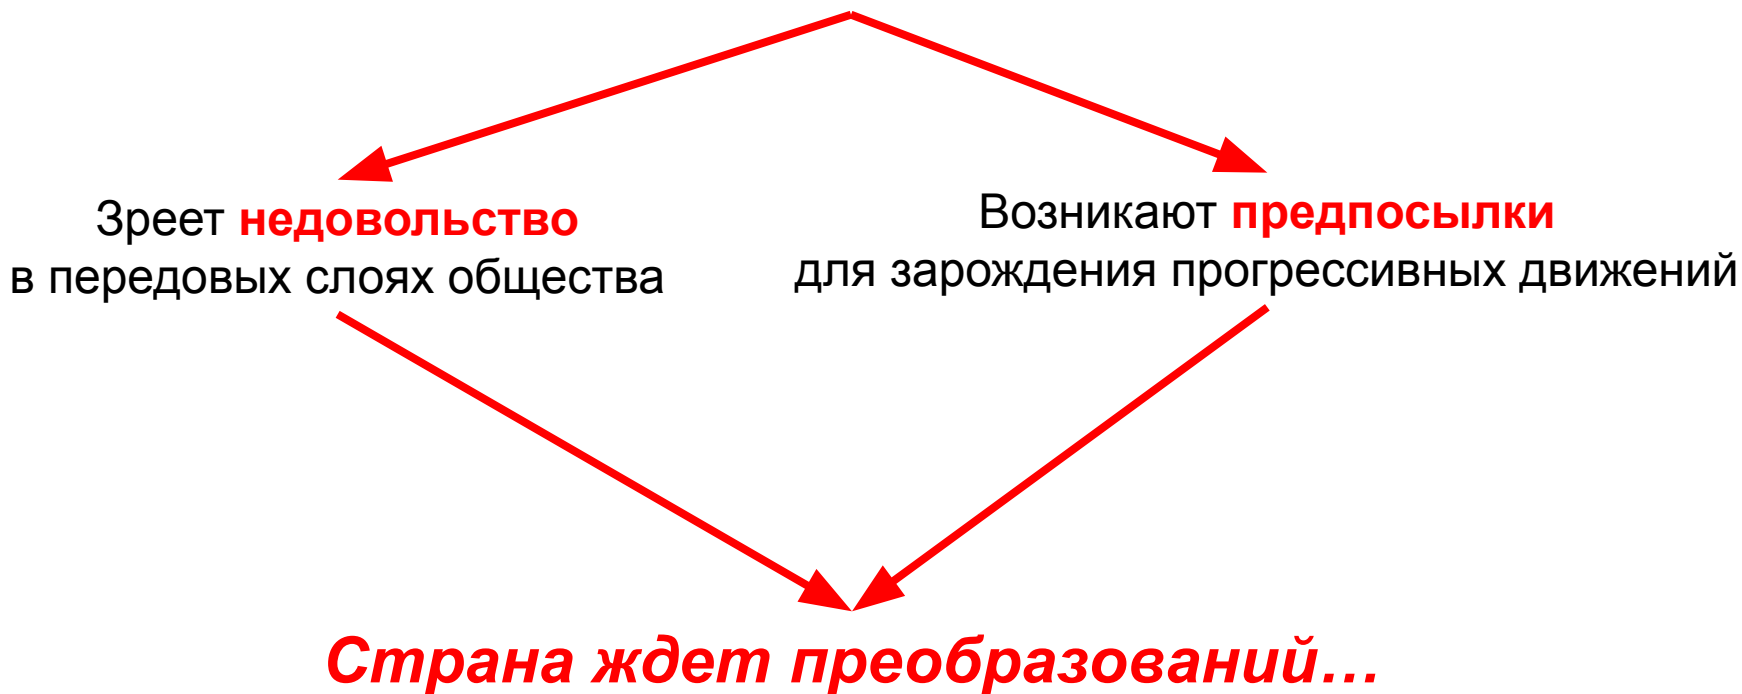 Зреет недовольство
в передовых слоях общества
Возникают предпосылки
для зарождения прогрессивных движений
Страна ждет преобразований…